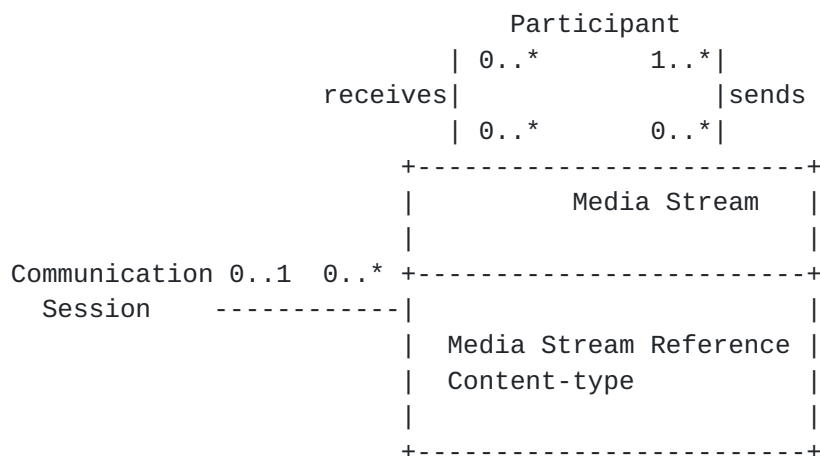 Participant
                            | 0..*       1..*|
                    receives|                |sends
                            | 0..*       0..*|
                         +-------------------------+
                         |          Media Stream   |
                         |                         |
Communication 0..1  0..* +-------------------------+
  Session    ------------|                         |
                         |  Media Stream Reference |
                         |  Content-type           |
                         |                         |
                         +-------------------------+